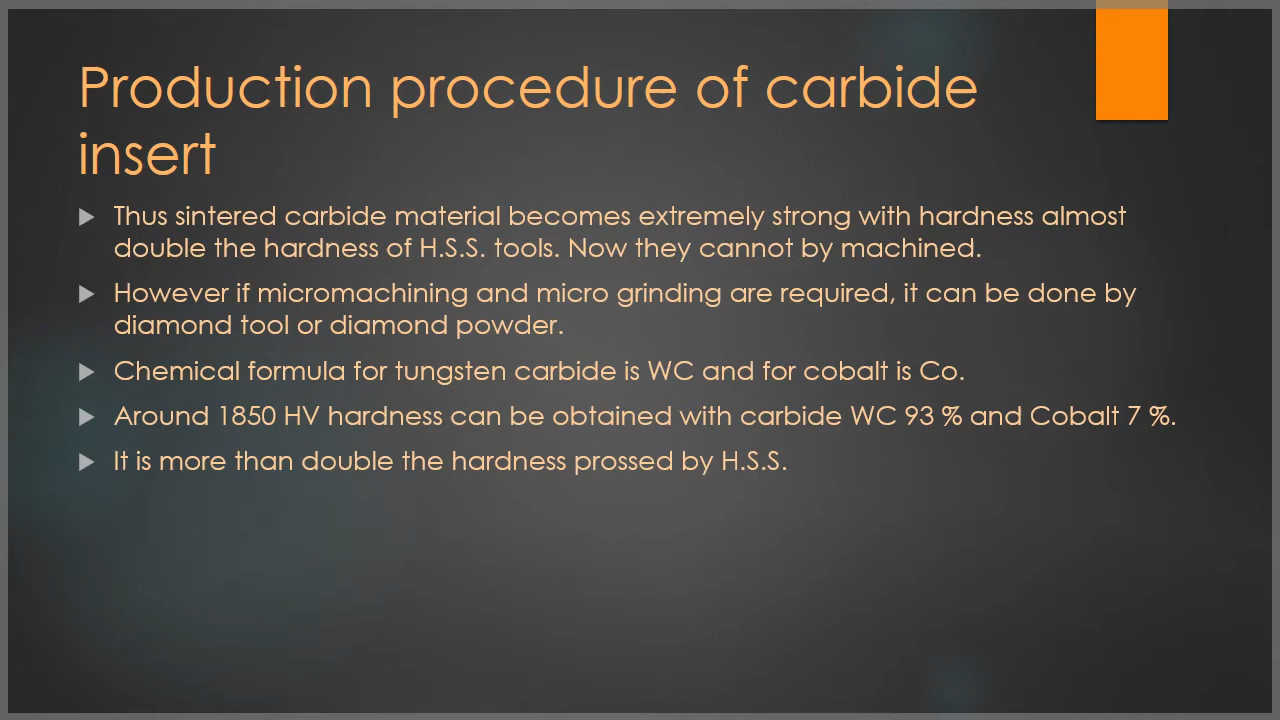 Production procedure of carbide
insert
Thus sintered carbide material becomes extremely strong with hardness almost
double the hardness of H.S.S. tools. Now they cannot by machined.
However if micromachining and micro grinding are required, it can be done by
diamond tool or diamond powder.
Chemical formula for tungsten carbide is WC and for cobalt is Co.
Around 1850 HV hardness can be obtained with carbide WC 93 % and Cobalt 7 %.
It is more than double the hardness prossed by H.S.S.